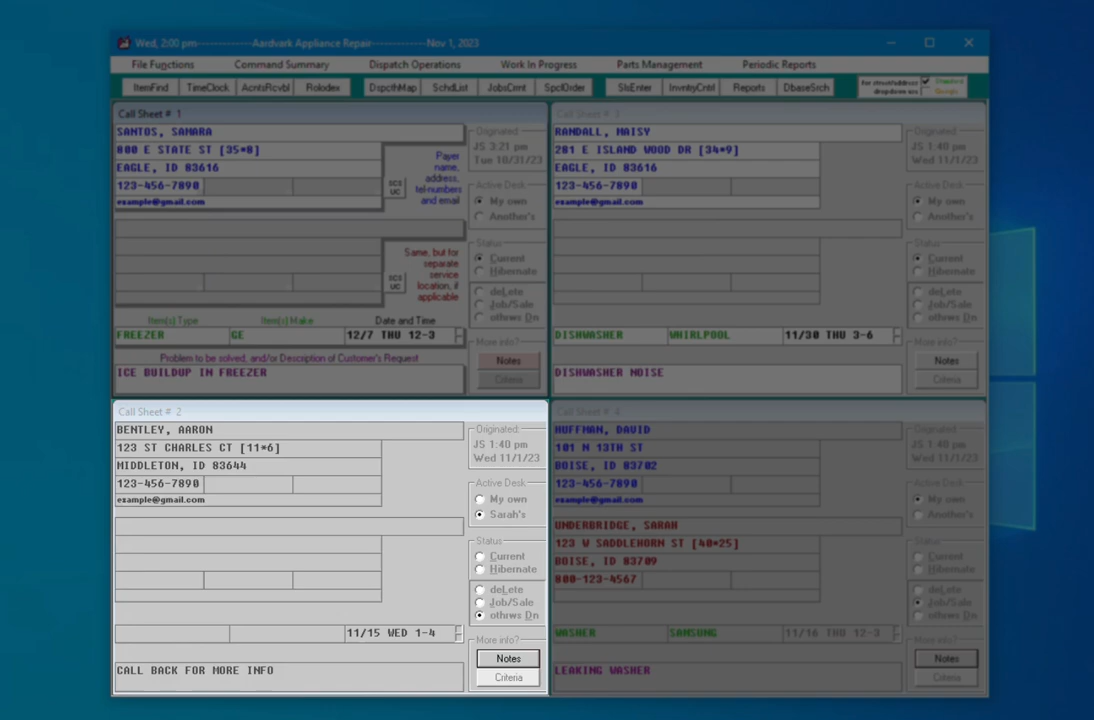 Wed, 2:00 pm------------Aardvark Appliance Repair------------Nov 1, 2023
File Functions Command Summary Dispatch Operations Work In Progress Parts Management Periodic Reports
ItemFind TimeClock AcntsRcvbl Rolodex DspcthMap SchdList JobsCrnt SpclOrder SlsEnter InvntryCntrl Reports DbaseSrch
For street/address Standard
dropdown use Google
Call Sheet # 1
SANTOS, SAMARA
800 E STATE ST [35*8]
EAGLE, ID 83616
123-456-7890
example@gmail.com
Payer
name,
address,
tel-numbers
and email
SCS
UC
Same, but for
separate
service
location, if
applicable
SCS
UC
Item(s) Type Item(s) Make Date and Time
FREEZER GE 12/7 THU 12-3
Problem to be solved, and/or Description of Customer's Request
ICE BUILDUP IN FREEZER
Originated:
JS 3:21 pm
Tue 10/31/23
Active Desk
My own
Another's
Status
Current
Hibernate
deLete
Job/Sale
othrws Dn
More info?
Notes
Criteria
Call Sheet # 3
RANDALL, MAISY
281 E ISLAND WOOD DR [34*9]
EAGLE, ID 83616
123-456-7890
example@gmail.com
DISHWASHER WHIRLPOOL 11/30 THU 3-6
DISHWASHER NOISE
Originated:
JS 1:40 pm
Wed 11/1/23
Active Desk
My own
Another's
Status
Current
Hibernate
deLete
Job/Sale
othrws Dn
More info?
Notes
Criteria
Call Sheet # 2
BENTLEY, AARON
123 ST CHARLES CT [11*6]
MIDDLETON, ID 83644
123-456-7890
example@gmail.com
11/15 WED 1-4
CALL BACK FOR MORE INFO
Originated:
JS 1:40 pm
Wed 11/1/23
Active Desk
My own
Sarah's
Status
Current
Hibernate
deLete
Job/Sale
othrws Dn
More info?
Notes
Criteria
Call Sheet # 4
HUFFMAN, DAVID
101 N 13TH ST
BOISE, ID 83702
123-456-7890
example@gmail.com
UNDERBRIDGE, SARAH
123 W SADDLEHORN ST [40*25]
BOISE, ID 83709
800-123-4567
WASHER SAMSUNG 11/16 THU 12-3
LEAKING WASHER
Originated:
JS 1:40 pm
Wed 11/1/23
Active Desk
My own
Another's
Status
Current
Hibernate
deLete
Job/Sale
othrws Dn
More info?
Notes
Criteria